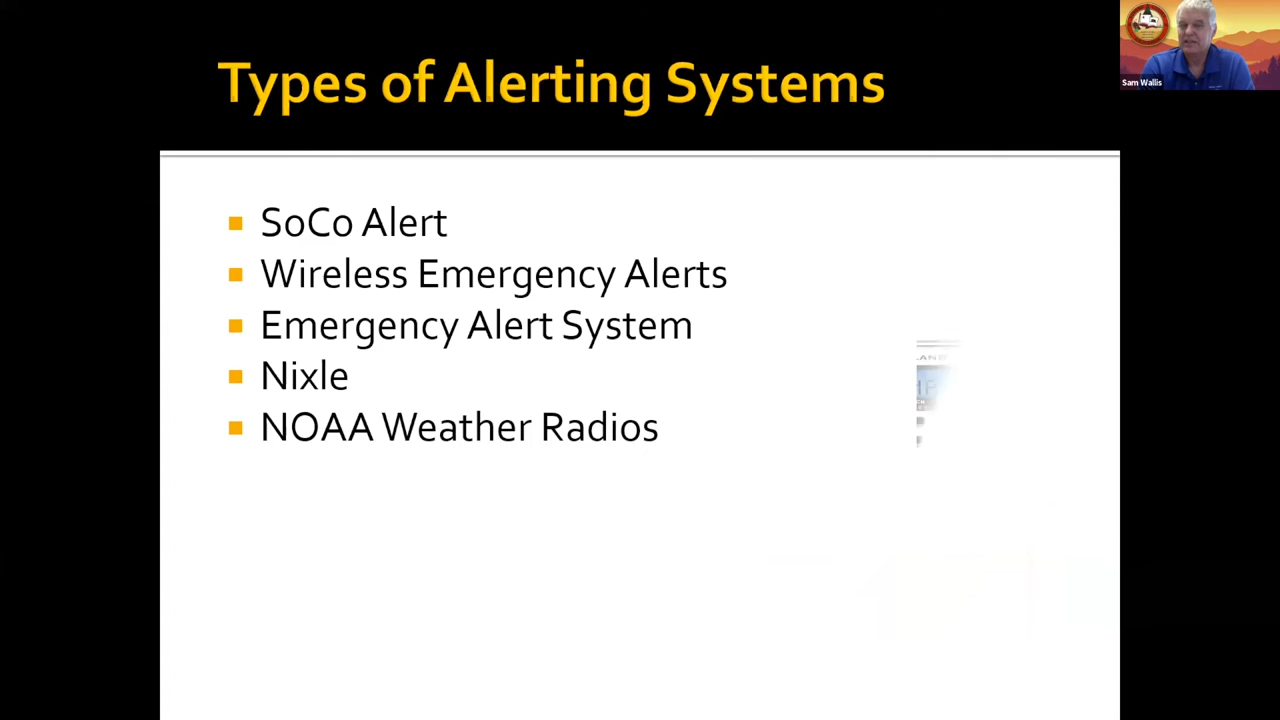 Types of Alerting Systems
Sam Wallis
SoCo Alert
Wireless Emergency Alerts
Emergency Alert System
Nixle
NOAA Weather Radios